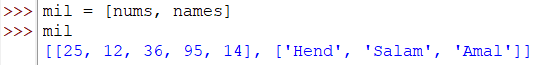 >>> mil = [nums, names]
>>> mil
[[25, 12, 36, 95, 14], ['Hend', 'Salam', 'Amal']]